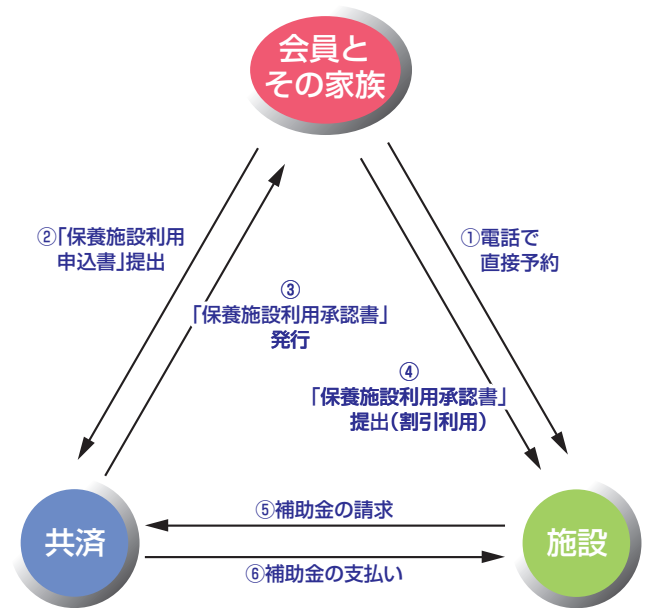 会員と
その家族
②「保養施設利用
申込書」提出
①電話で
直接予約
③
「保養施設利用承認書」
発行
④
「保養施設利用承認書」
提出(割引利用)
共済
⑤補助金の請求
⑥補助金の支払い
施設